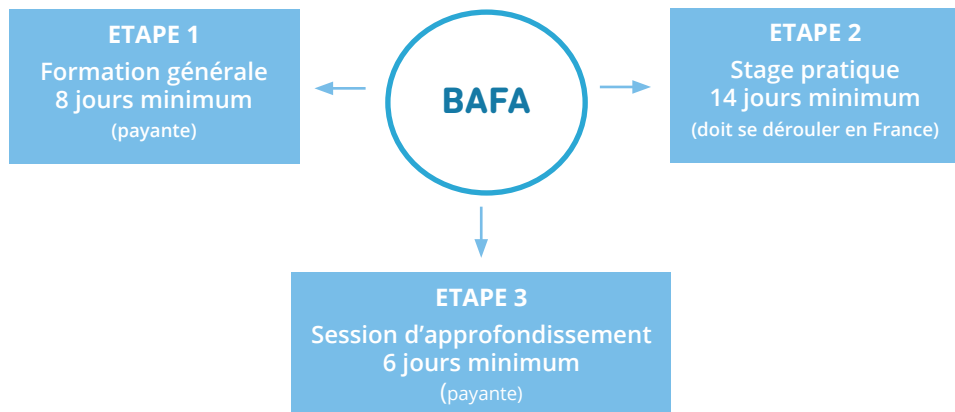 ETAPE 1
Formation générale
8 jours minimum
(payante)
BAFA
ETAPE 2
Stage pratique
14 jours minimum
(doit se dérouler en France)
ETAPE 3
Session d'approfondissement
6 jours minimum
(payante)